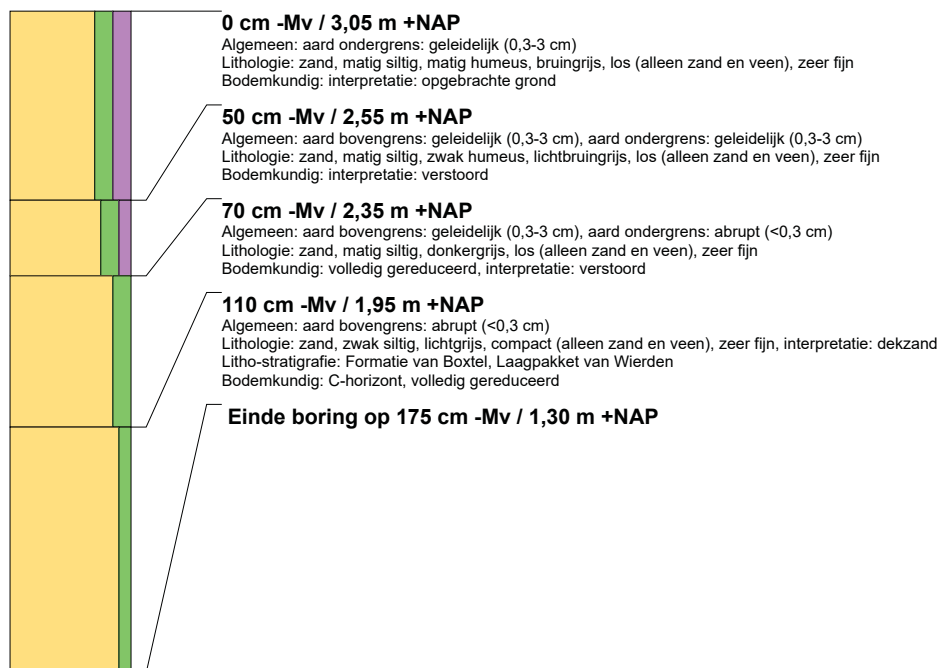 0 cm -Mv / 3,05 m +NAP
Algemeen: aard ondergrens: geleidelijk (0,3-3 cm)
Lithologie: zand, matig siltig, matig humeus, bruingrijs, los (alleen zand en veen), zeer fijn
Bodemkundig: interpretatie: opgebrachte grond
50 cm -Mv / 2,55 m +NAP
Algemeen: aard bovengrens: geleidelijk (0,3-3 cm), aard ondergrens: geleidelijk (0,3-3 cm)
Lithologie: zand, matig siltig, zwak humeus, lichtbruingrijs, los (alleen zand en veen), zeer fijn
Bodemkundig: interpretatie: verstoord
70 cm -Mv / 2,35 m +NAP
Algemeen: aard bovengrens: geleidelijk (0,3-3 cm), aard ondergrens: abrupt (<0,3 cm)
Lithologie: zand, matig siltig, donkergrijs, los (alleen zand en veen), zeer fijn
Bodemkundig: volledig gereduceerd, interpretatie: verstoord
110 cm -Mv / 1,95 m +NAP
Algemeen: aard bovengrens: abrupt (<0,3 cm)
Lithologie: zand, zwak siltig, lichtgrijs, compact (alleen zand en veen), zeer fijn, interpretatie: dekzand
Litho-stratigrafie: Formatie van Boxtel, Laagpakket van Wierden
Bodemkundig: C-horizont, volledig gereduceerd
Einde boring op 175 cm -Mv / 1,30 m +NAP